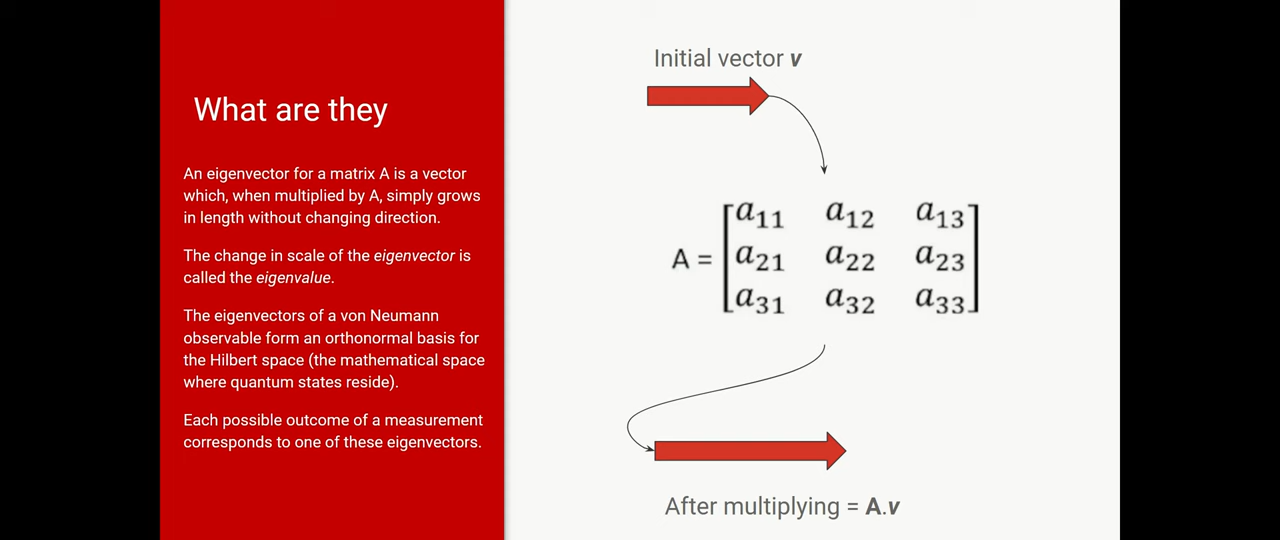 What are they
An eigenvector for a matrix A is a vector
which, when multiplied by A, simply grows
in length without changing direction.
The change in scale of the eigenvector is
called the eigenvalue.
The eigenvectors of a von Neumann
observable form an orthonormal basis for
the Hilbert space (the mathematical space
where quantum states reside).
Each possible outcome of a measurement
corresponds to one of these eigenvectors.
Initial vector v
a₁₁ a₁₂ a₁₃
A = a₂₁ a₂₂ a₂₃
a₃₁ a₃₂ a₃₃
After multiplying = A.v